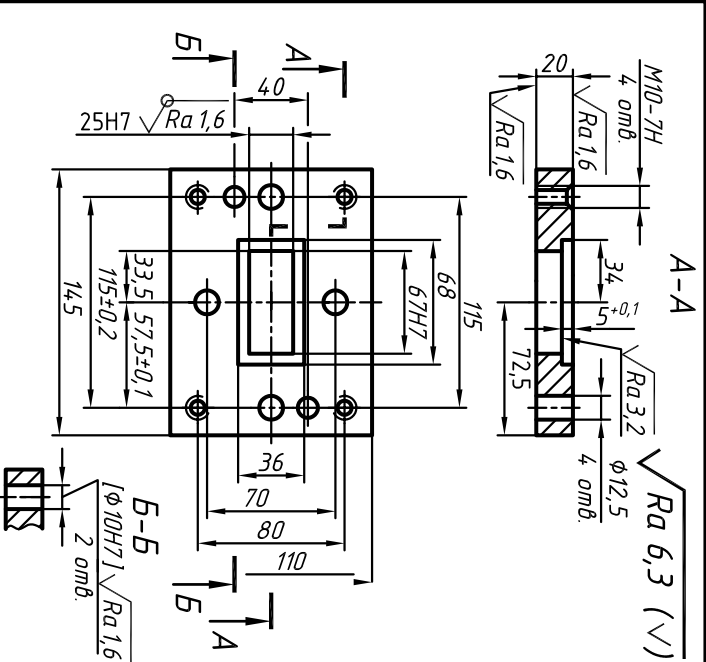 Ra 6,3 (√)
А-А
M10-7H
4 отв.
20
Ra 1,6
Ra 1,6
34
5+0,1
Ra 3,2
72,5
ϕ12,5
4 отв.
А
Б
40
25H7
Ra 1,6
115
68
67H7
33,5
57,5±0,1
115±0,2
145
36
70
80
110
А
Б
Б-Б
[ϕ10H7]
Ra 1,6
2 отв.